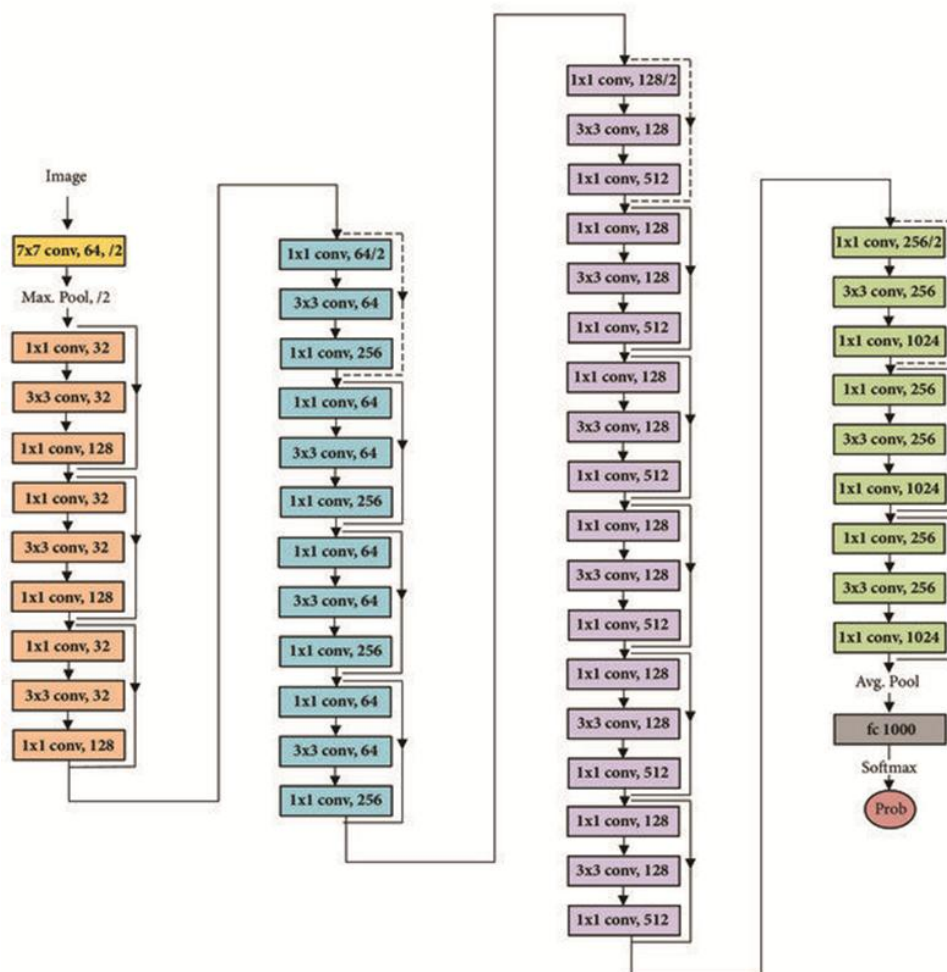 Image
7x7 conv, 64, /2
Max. Pool, /2
1x1 conv, 32
3x3 conv, 32
1x1 conv, 128
1x1 conv, 32
3x3 conv, 32
1x1 conv, 128
1x1 conv, 32
3x3 conv, 32
1x1 conv, 128
1x1 conv, 64/2
3x3 conv, 64
1x1 conv, 256
1x1 conv, 64
3x3 conv, 64
1x1 conv, 256
1x1 conv, 64
3x3 conv, 64
1x1 conv, 256
1x1 conv, 64
3x3 conv, 64
1x1 conv, 256
1x1 conv, 128/2
3x3 conv, 128
1x1 conv, 512
1x1 conv, 128
3x3 conv, 128
1x1 conv, 512
1x1 conv, 128
3x3 conv, 128
1x1 conv, 512
1x1 conv, 128
3x3 conv, 128
1x1 conv, 512
1x1 conv, 128
3x3 conv, 128
1x1 conv, 512
1x1 conv, 128
3x3 conv, 128
1x1 conv, 512
1x1 conv, 256/2
3x3 conv, 256
1x1 conv, 1024
1x1 conv, 256
3x3 conv, 256
1x1 conv, 1024
1x1 conv, 256
3x3 conv, 256
1x1 conv, 1024
Avg. Pool
fc 1000
Softmax
Prob